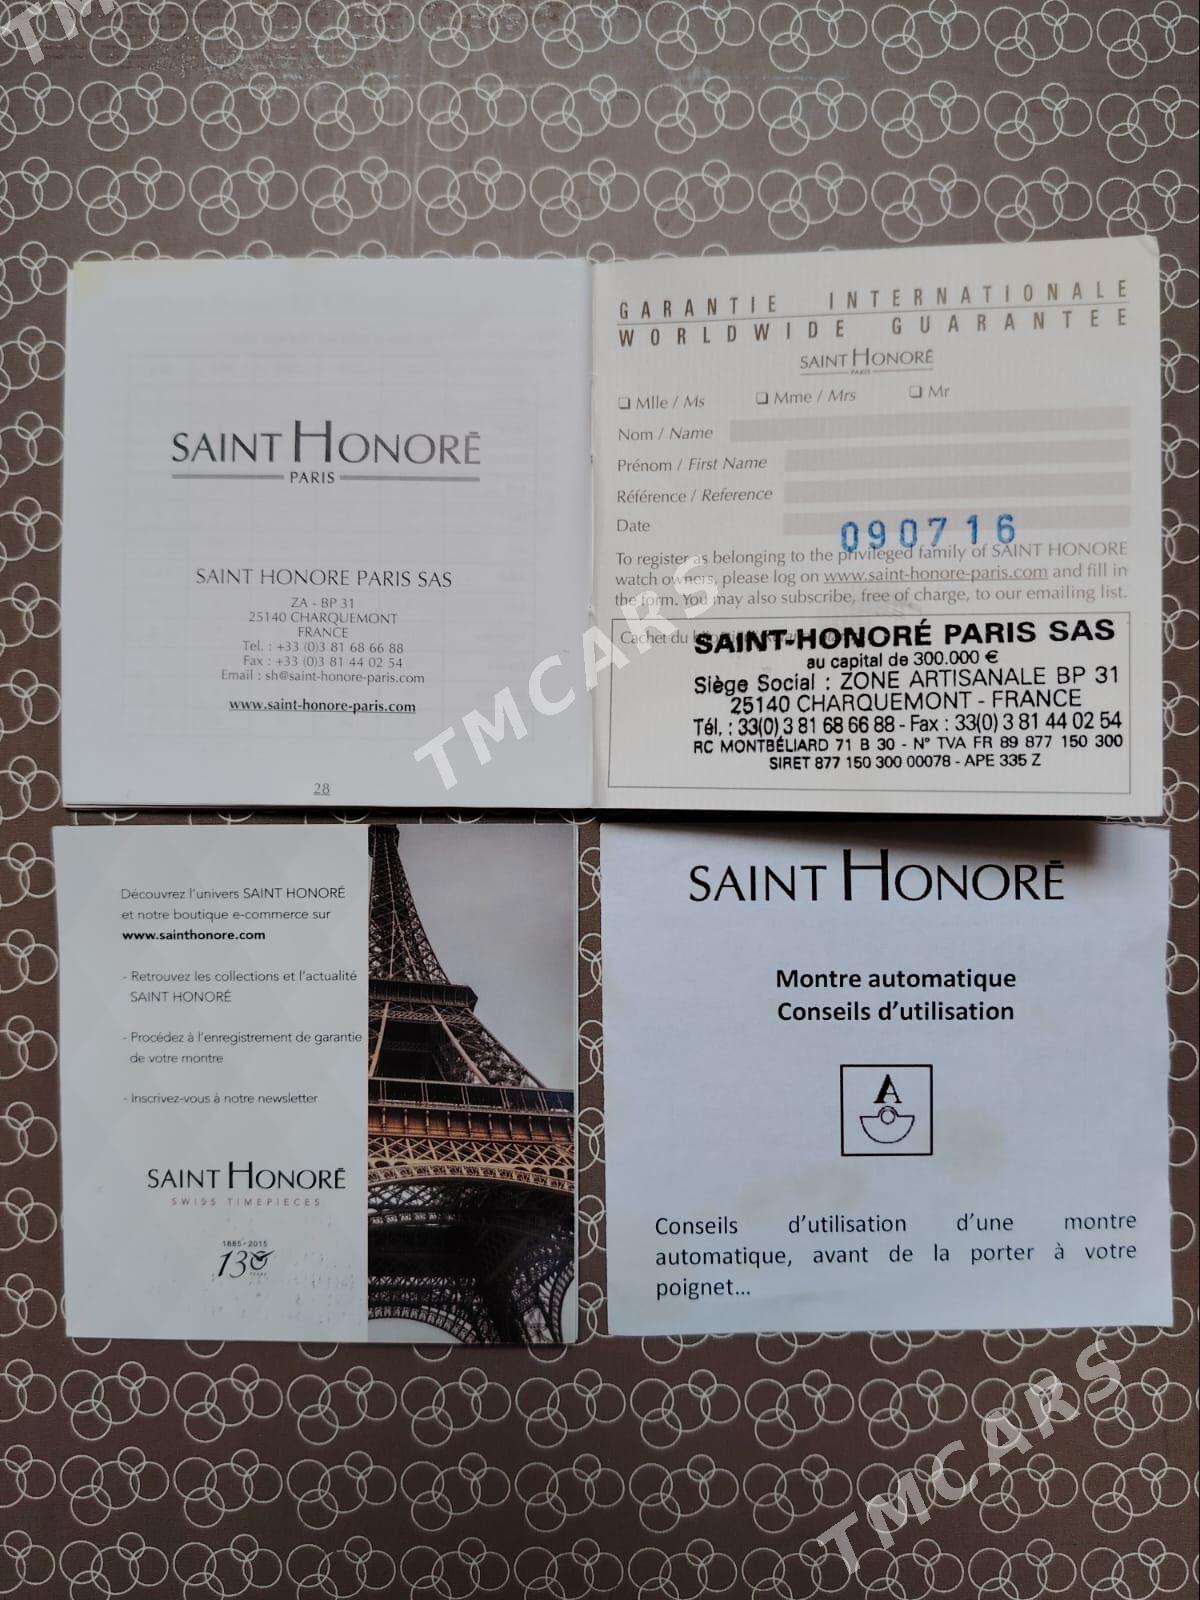 SAINT HONORÉ
PARIS
SAINT HONORE PARIS SAS
ZA - BP 31
25140 CHARQUEMONT
FRANCE
Tel. : +33 (0)3 81 68 66 88
Fax : +33 (0)3 81 44 02 54
Email : sh@saint-honore-paris.com
www.saint-honore-paris.com
28
GARANTIE INTERNATIONALE
WORLDWIDE GUARANTEE
SAINT HONORÉ
PARIS
Mlle / Ms Mme / Mrs Mr
Nom / Name
Prénom / First Name
Référence / Reference
Date
090716
To register as belonging to the privileged family of SAINT HONORE
watch owners, please log on www.saint-honore-paris.com and fill in
the form. You may also subscribe, free of charge, to our emailing list.
Cachet du
SAINT-HONORÉ PARIS SAS
au capital de 300.000 €
Siège Social : ZONE ARTISANALE BP 31
25140 CHARQUEMONT - FRANCE
Tél. : 33(0) 3 81 68 66 88 - Fax : 33(0) 3 81 44 02 54
RC MONTBÉLIARD 71 B 30 - N° TVA FR 89 877 150 300
SIRET 877 150 300 00078 - APE 335 Z
Découvrez l'univers SAINT HONORÉ
et notre boutique e-commerce sur
www.sainthonore.com
- Retrouvez les collections et l'actualité
SAINT HONORÉ
- Procédez à l'enregistrement de garantie
de votre montre
- Inscrivez-vous à notre newsletter
SAINT HONORÉ
SWISS TIMEPIECES
1885-2015
130
SAINT HONORÉ
Montre automatique
Conseils d'utilisation
A
Conseils d'utilisation d'une montre
automatique, avant de la porter à votre
poignet...
TMCARS
TMCARS